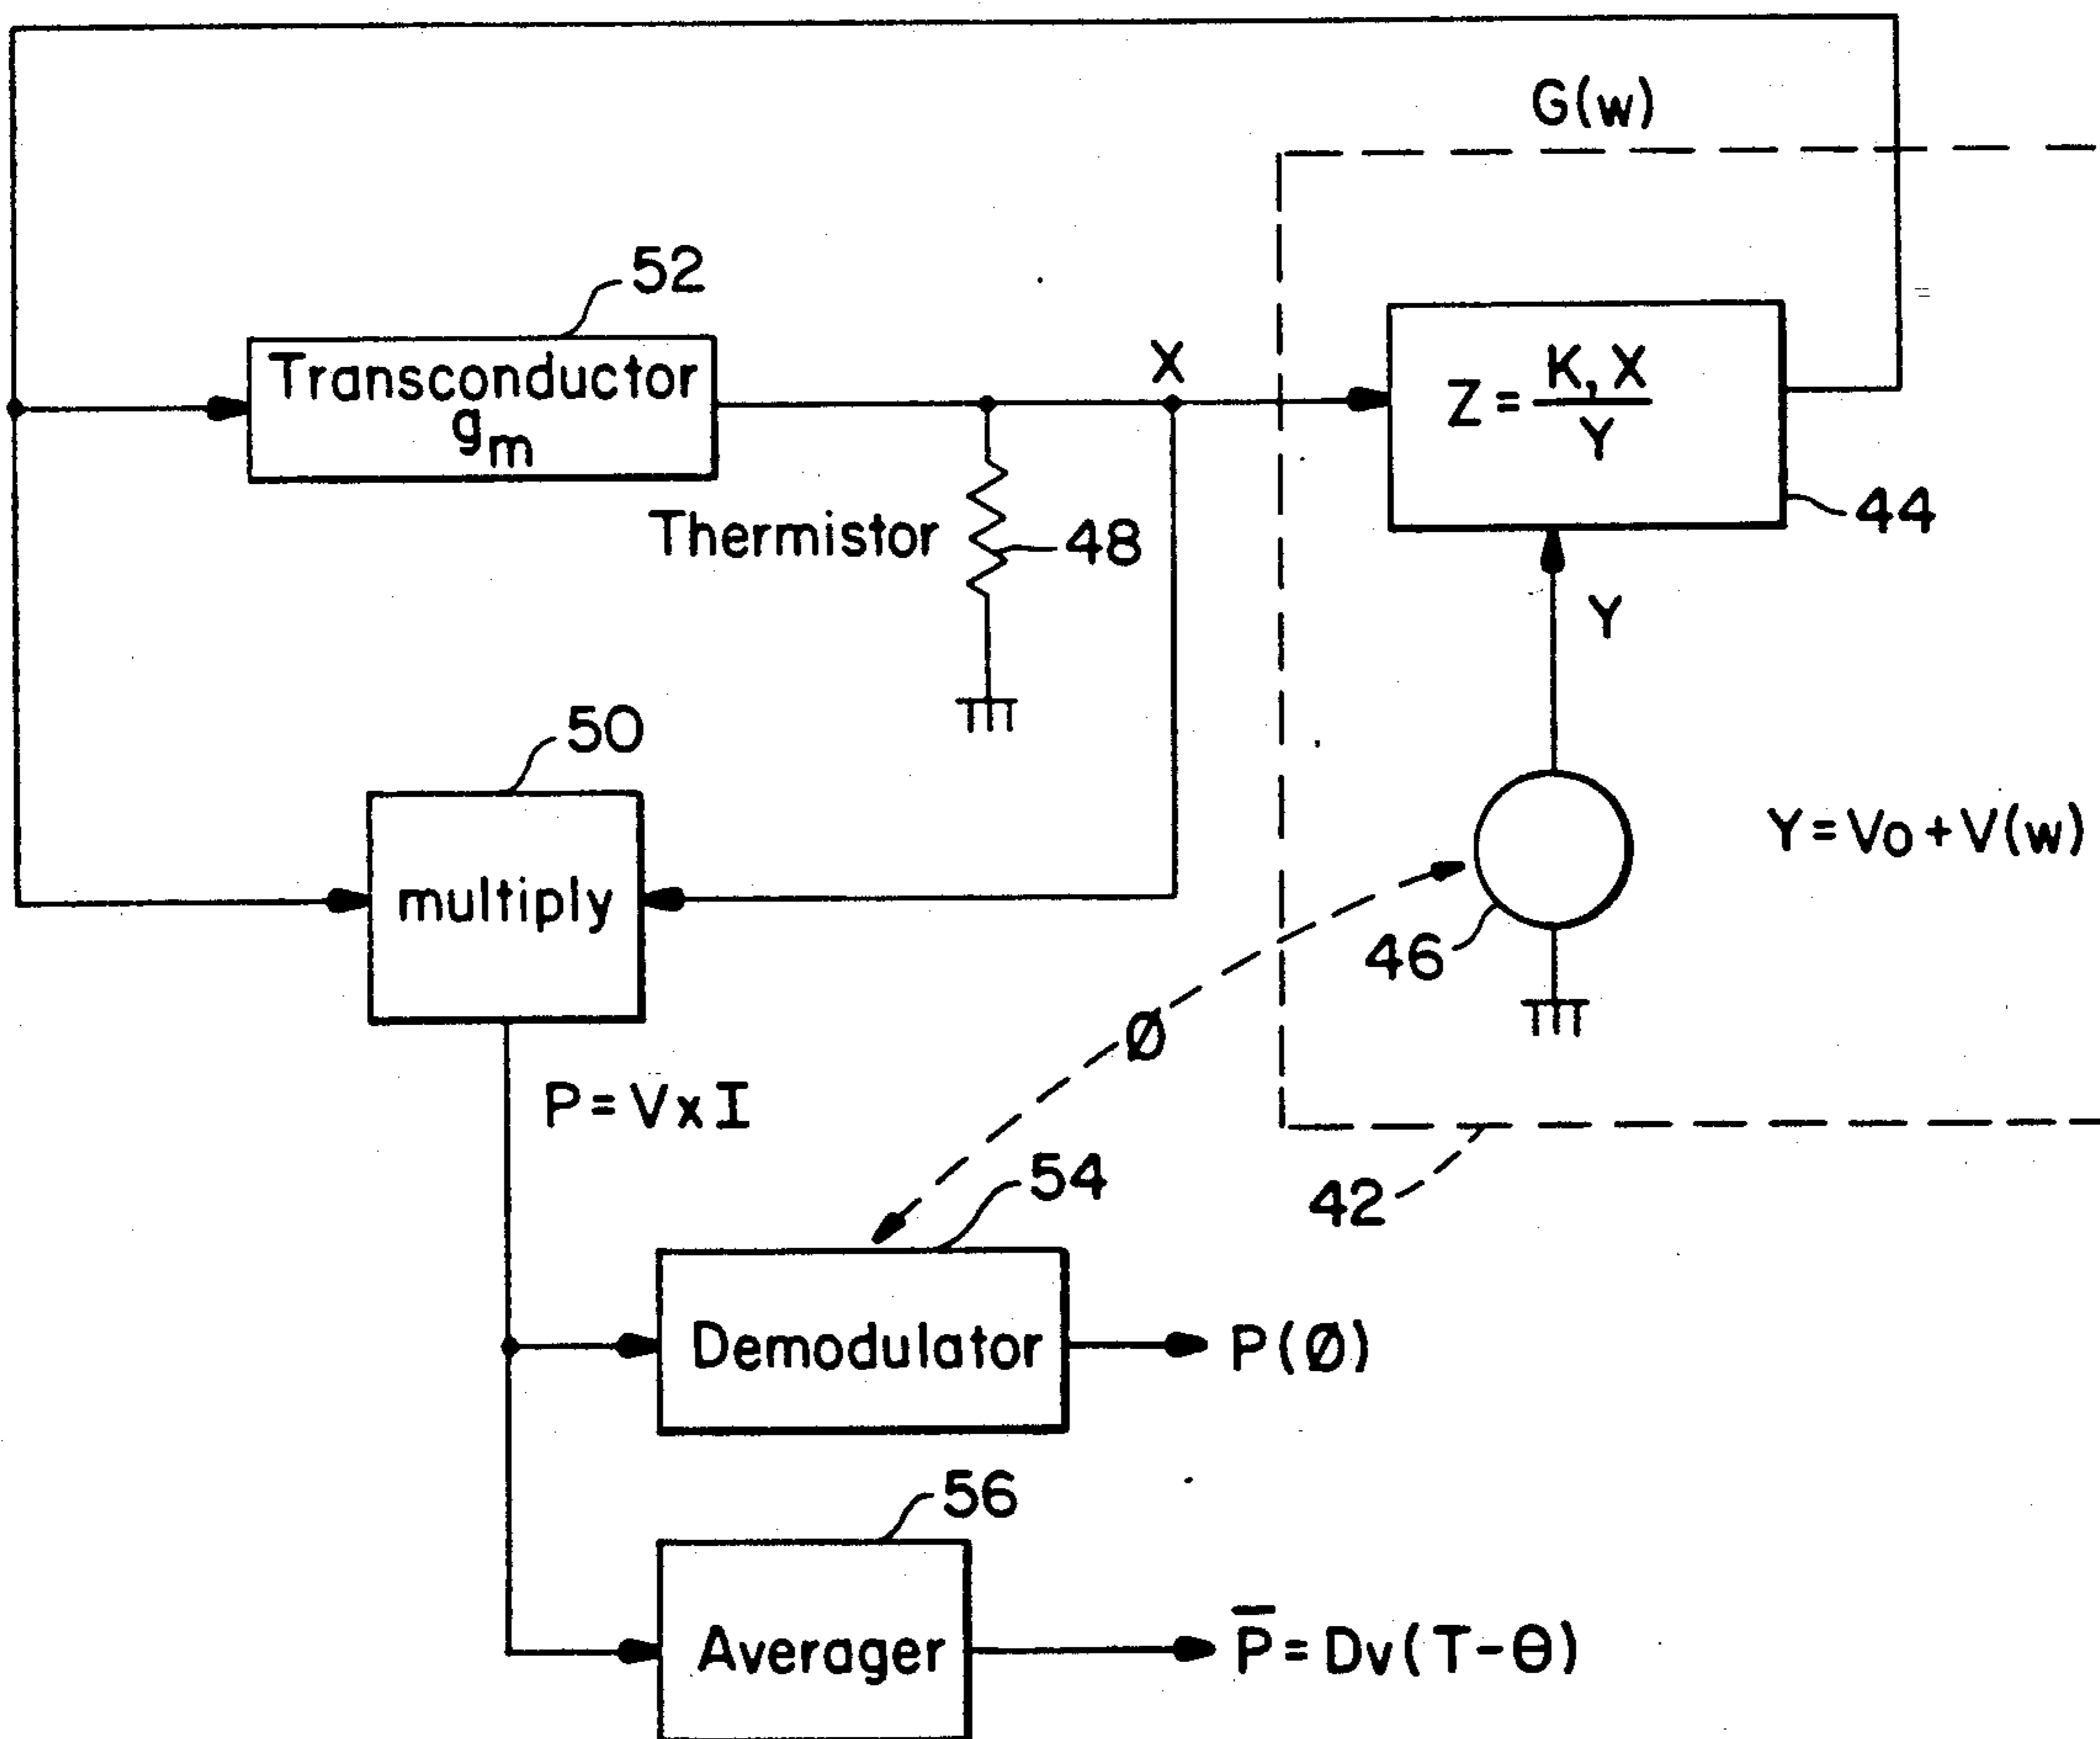 G(w)
52
Transconductor
gm
X
Z = K, X / Y
44
Thermistor
48
Y
50
multiply
Y = Vo + V(w)
46
Ø
P = V x I
54
42
Demodulator
P(Ø)
56
Averager
P̅ = Dv(T-Θ)